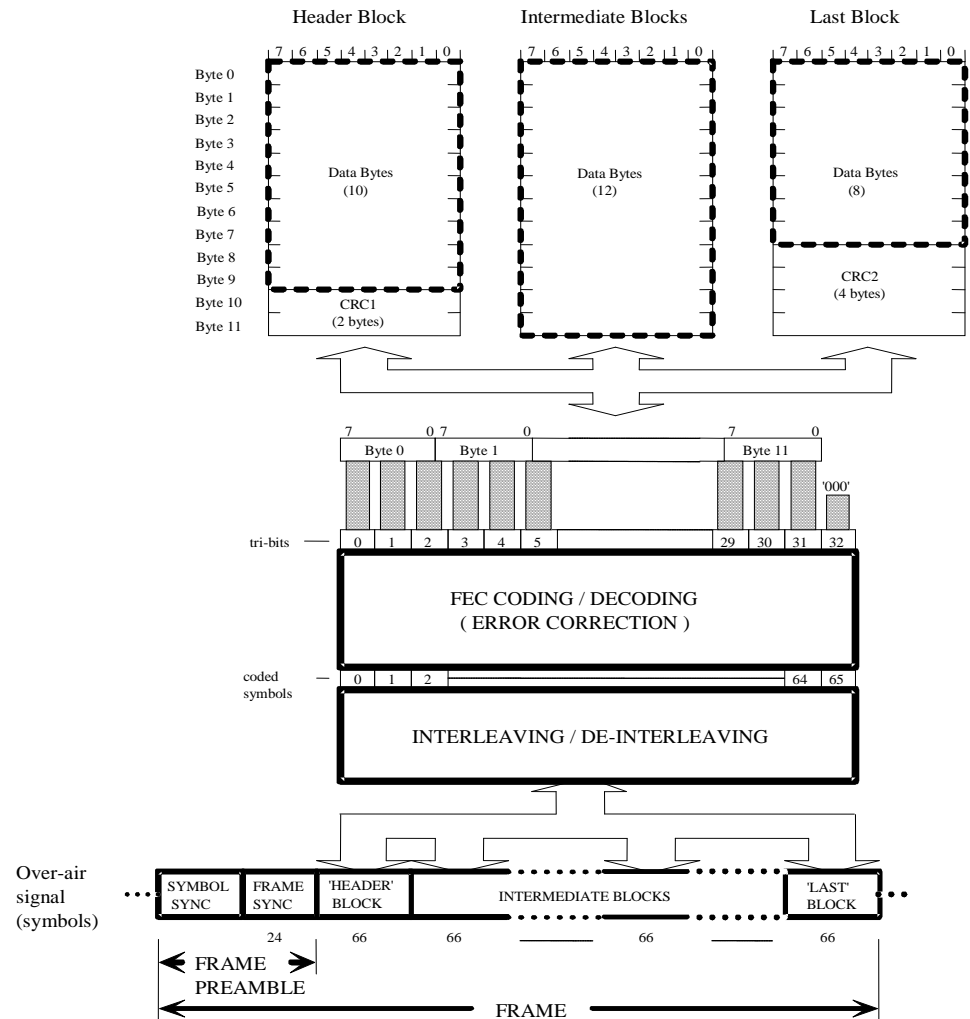 Header Block Intermediate Blocks Last Block
7 6 5 4 3 2 1 0 7 6 5 4 3 2 1 0 7 6 5 4 3 2 1 0
Byte 0
Byte 1
Byte 2
Byte 3
Byte 4
Byte 5
Byte 6
Byte 7
Byte 8
Byte 9
Byte 10
Byte 11
Data Bytes
(10)
CRC1
(2 bytes)
Data Bytes
(12)
Data Bytes
(8)
CRC2
(4 bytes)
7 0 7 0 7 0
Byte 0 Byte 1 Byte 11
'000'
tri-bits 0 1 2 3 4 5 29 30 31 32
FEC CODING / DECODING
( ERROR CORRECTION )
coded
symbols
0 1 2 64 65
INTERLEAVING / DE-INTERLEAVING
Over-air
signal
(symbols)
SYMBOL
SYNC
FRAME
SYNC
'HEADER'
BLOCK
INTERMEDIATE BLOCKS
'LAST'
BLOCK
24 66 66 66 66
FRAME
PREAMBLE
FRAME